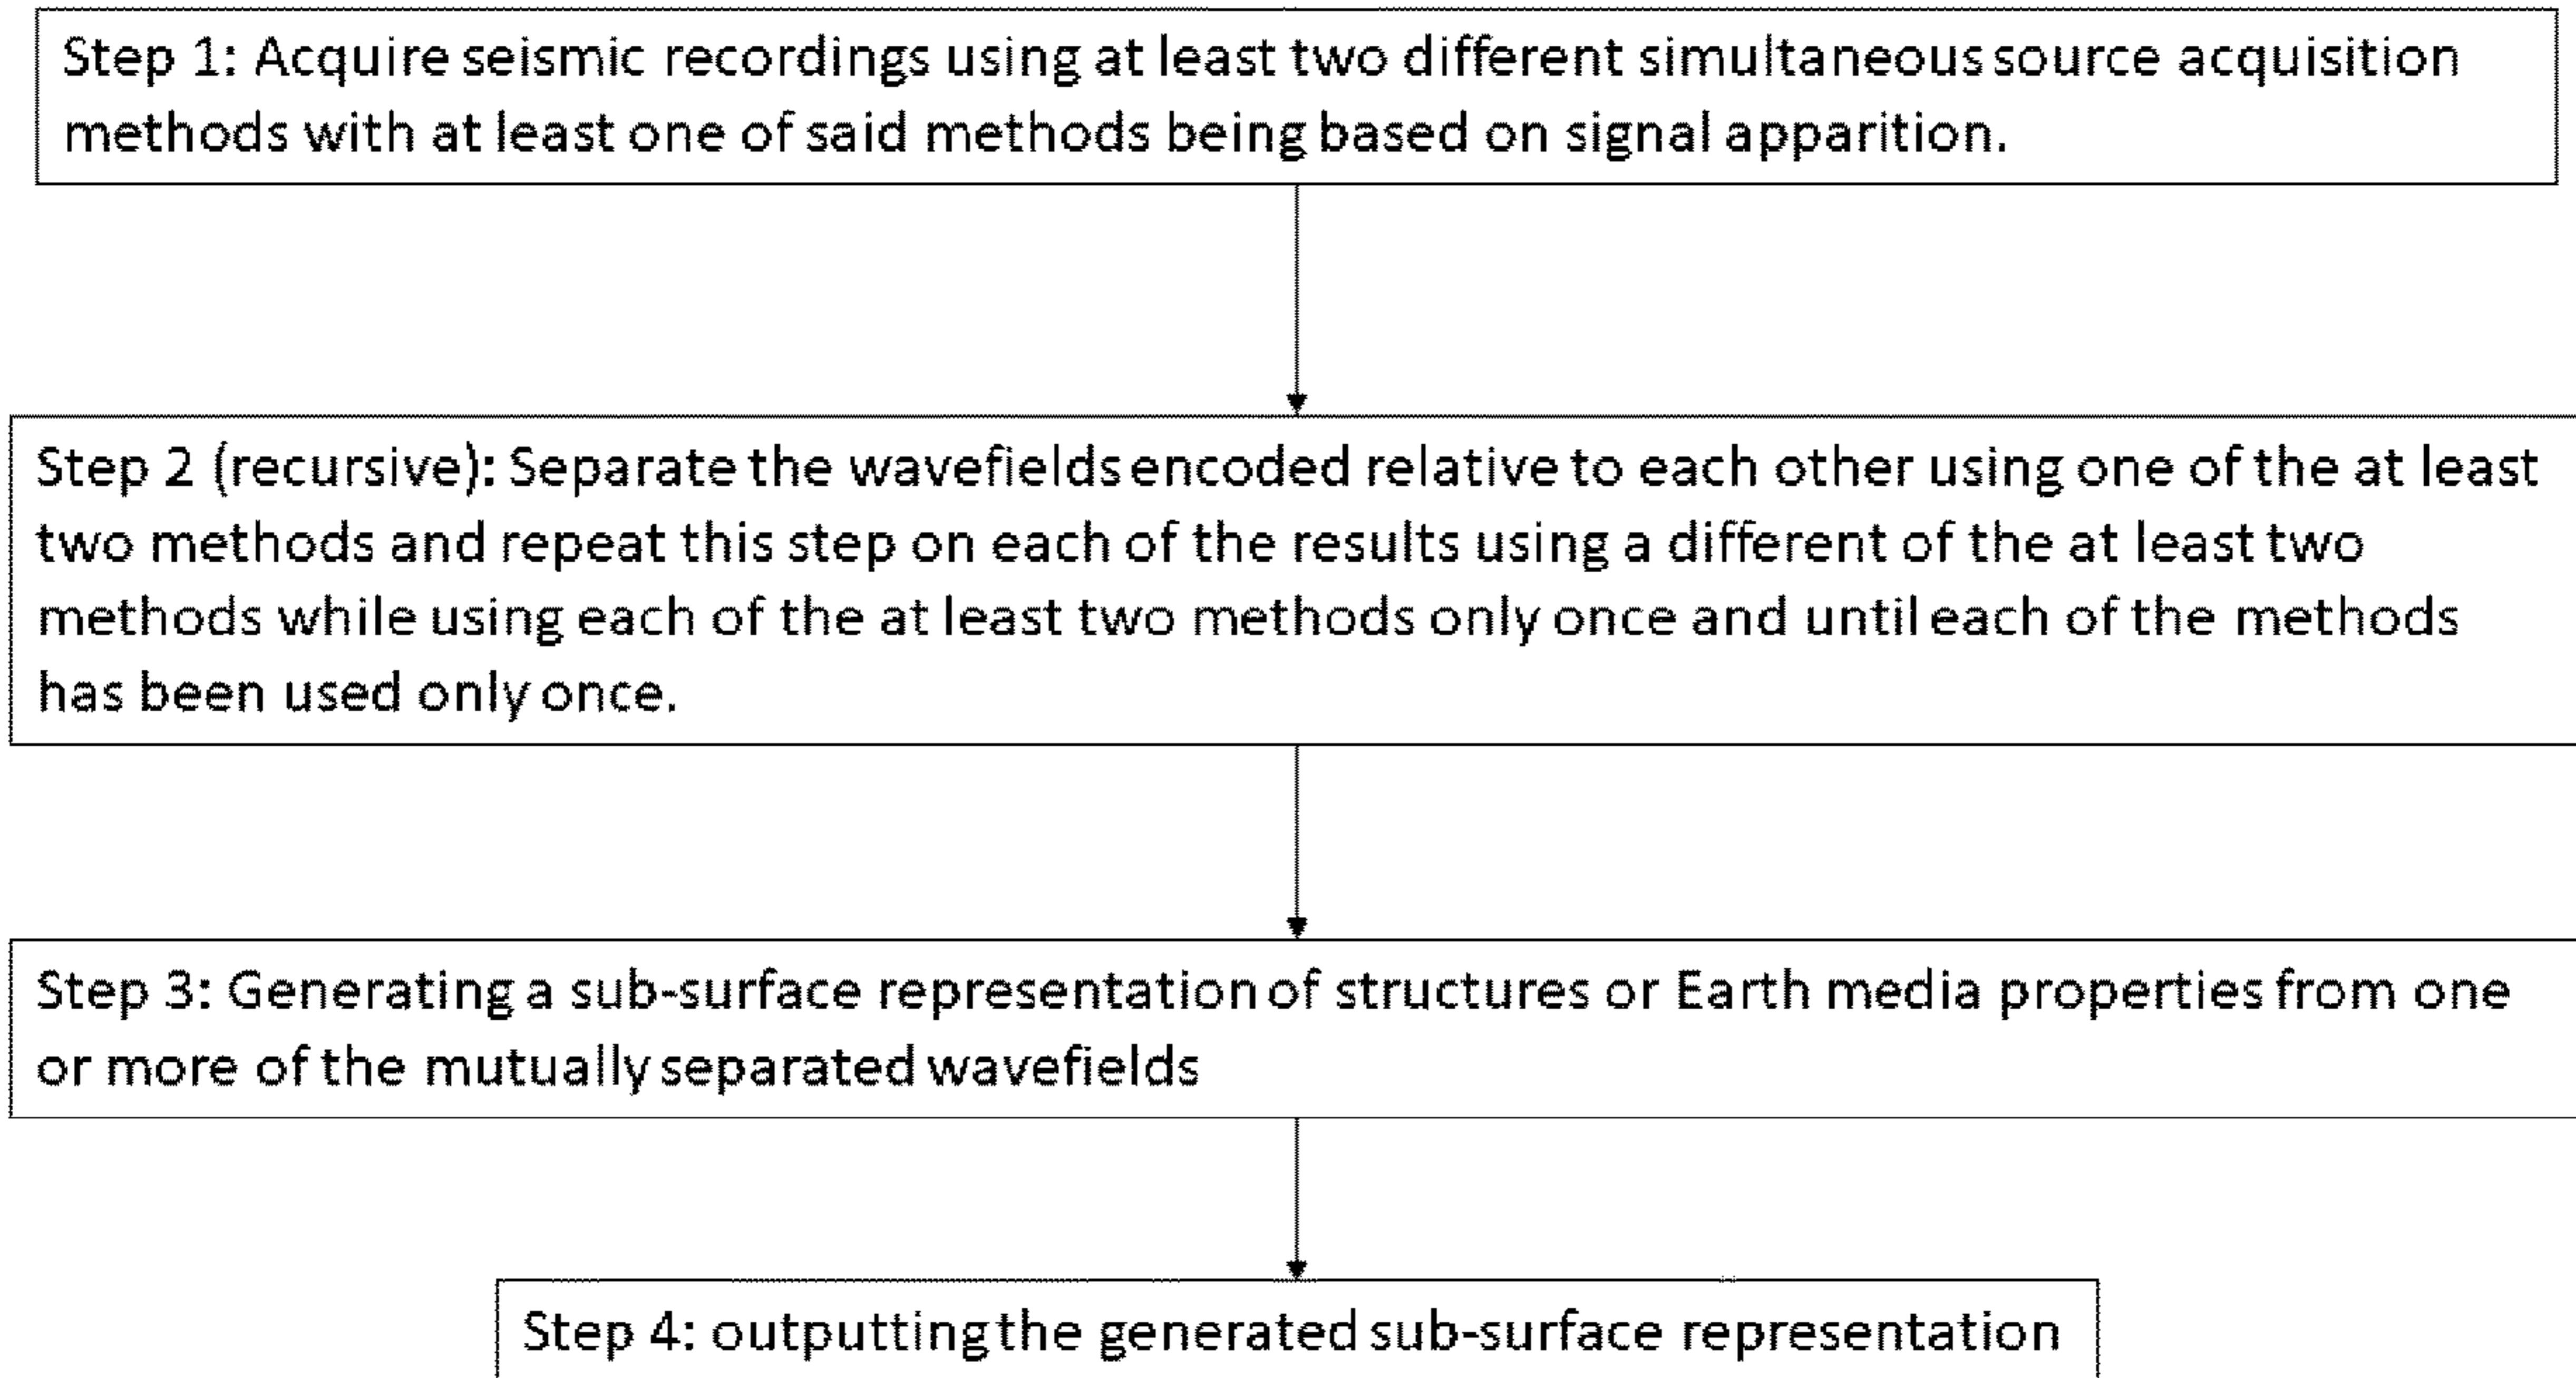 Step 1: Acquire seismic recordings using at least two different simultaneous source acquisition
methods with at least one of said methods being based on signal apparition.
Step 2 (recursive): Separate the wavefields encoded relative to each other using one of the at least
two methods and repeat this step on each of the results using a different of the at least two
methods while using each of the at least two methods only once and until each of the methods
has been used only once.
Step 3: Generating a sub-surface representation of structures or Earth media properties from one
or more of the mutually separated wavefields
Step 4: outputting the generated sub-surface representation